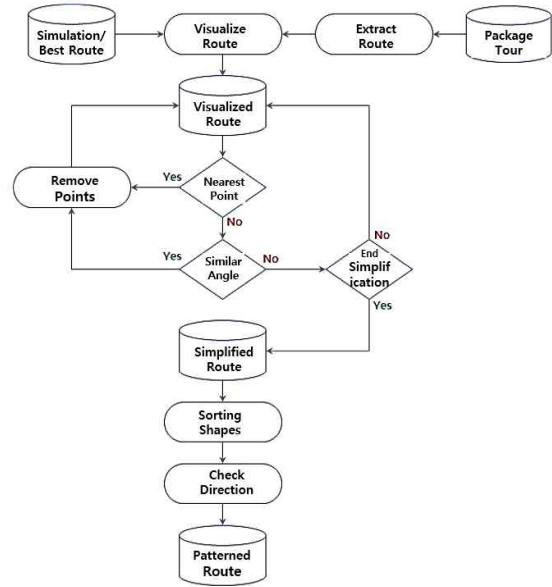 Simulation/
Best Route
Visualize
Route
Extract
Route
Package
Tour
Visualized
Route
Yes
Nearest
Point
Remove
Points
No
No
Yes
Similar
Angle
No
End
Simplif
ication
Yes
Simplified
Route
Sorting
Shapes
Check
Direction
Patterned
Route